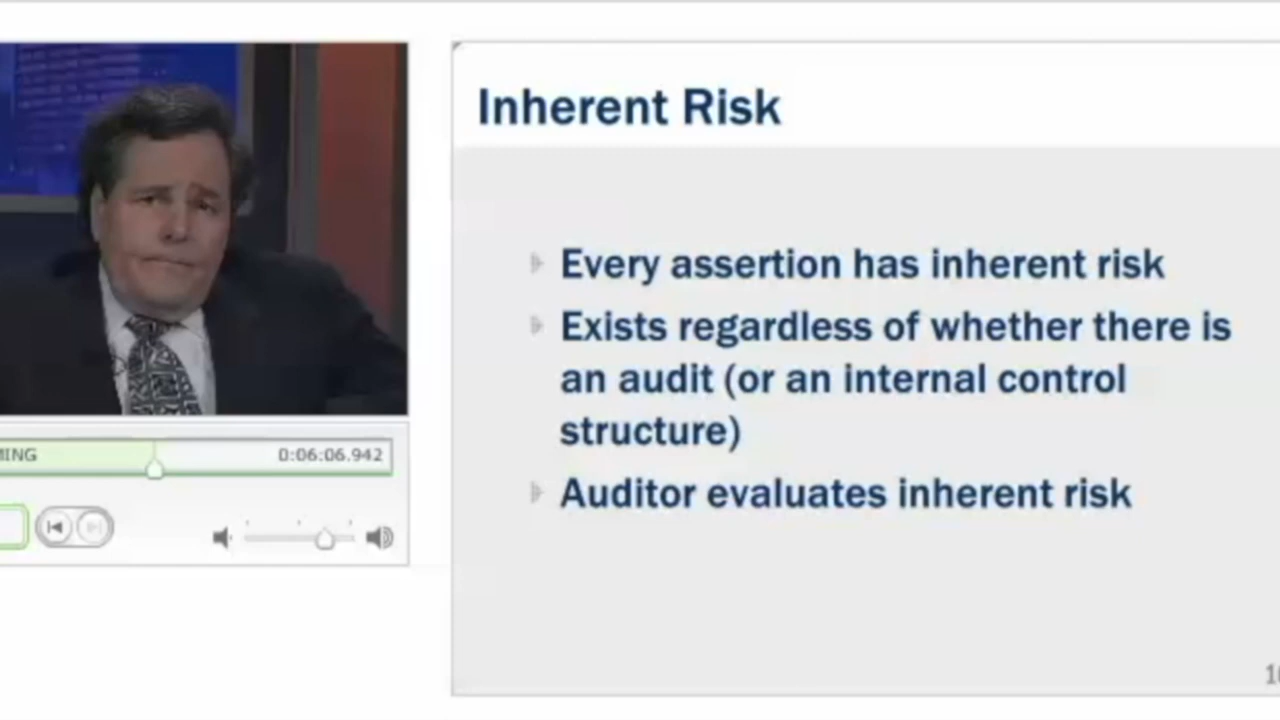 Inherent Risk
Every assertion has inherent risk
Exists regardless of whether there is
an audit (or an internal control
structure)
Auditor evaluates inherent risk
MING 0:06:06.942